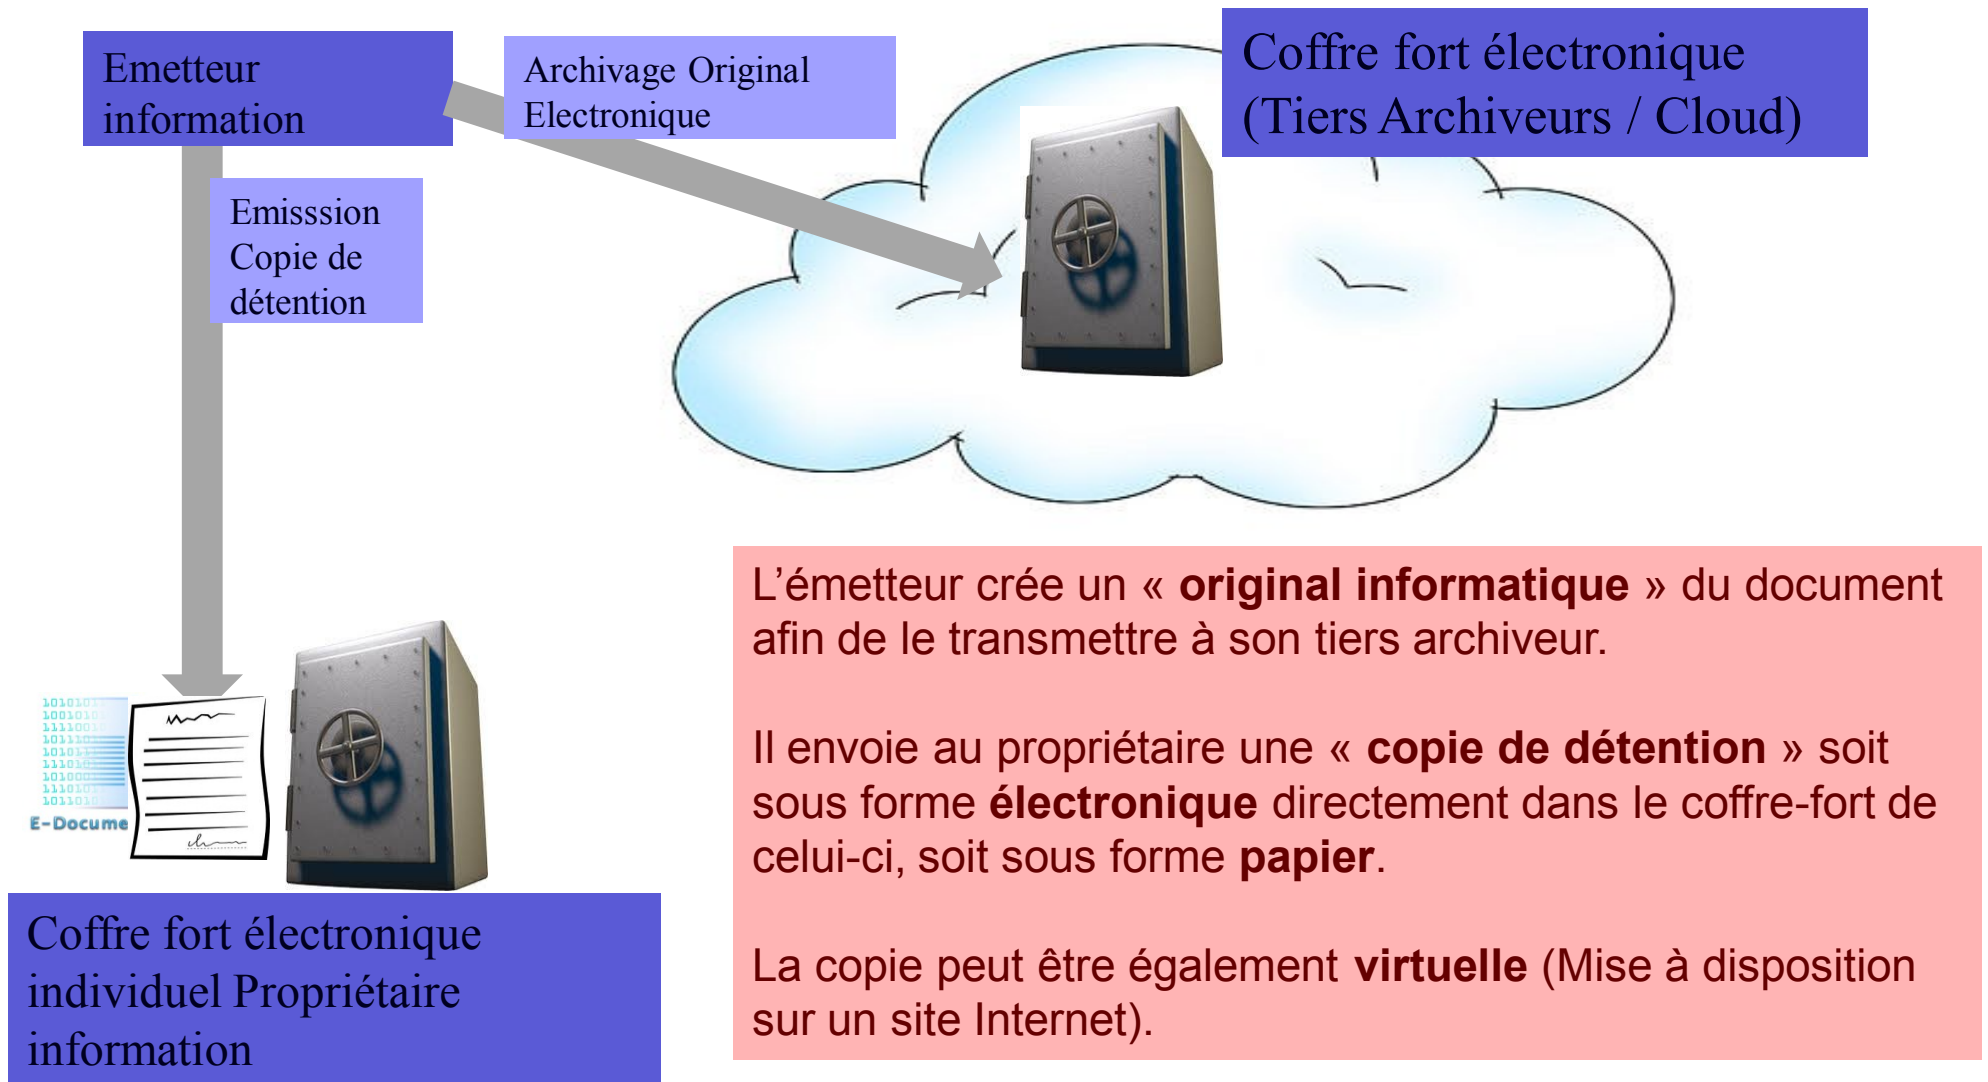 Emetteur
information
Archivage Original
Electronique
Coffre fort électronique
(Tiers Archiveurs / Cloud)
Emisssion
Copie de
détention
L’émetteur crée un « original informatique » du document
afin de le transmettre à son tiers archiveur.
Il envoie au propriétaire une « copie de détention » soit
sous forme électronique directement dans le coffre-fort de
celui-ci, soit sous forme papier.
La copie peut être également virtuelle (Mise à disposition
sur un site Internet).
E-Docume
Coffre fort électronique
individuel Propriétaire
information